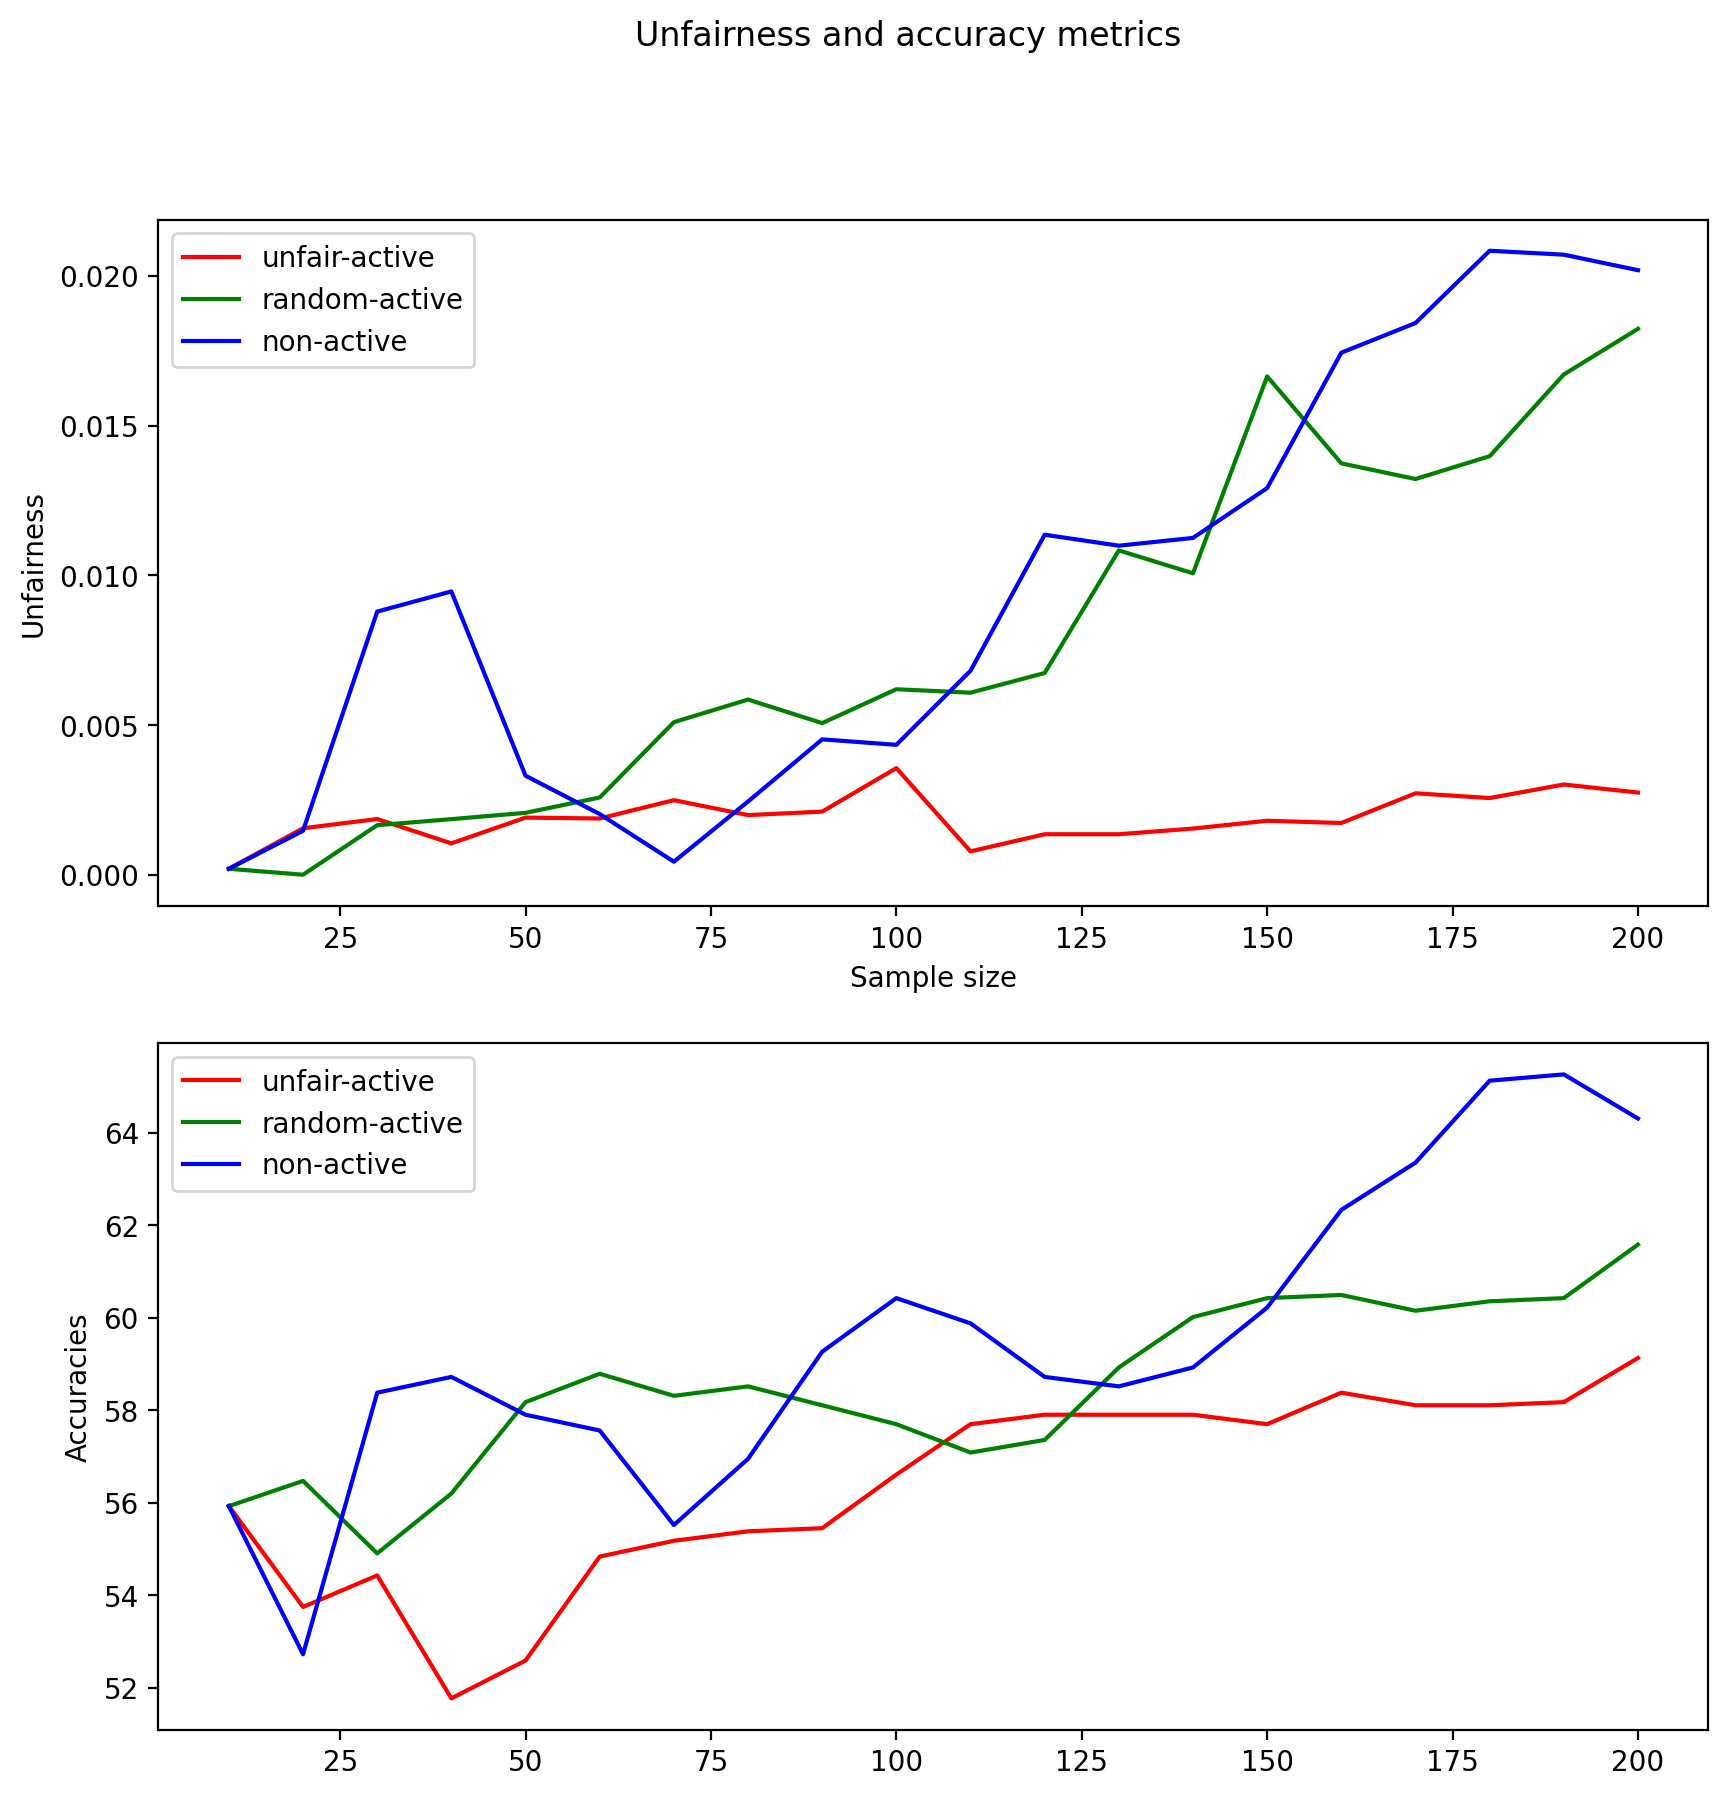 Unfairness and accuracy metrics
unfair-active
random-active
non-active
0.020
0.015
0.010
0.005
0.000
Unfairness
25 50 75 100 125 150 175 200
Sample size
unfair-active
random-active
non-active
64
62
60
58
56
54
52
Accuracies
25 50 75 100 125 150 175 200